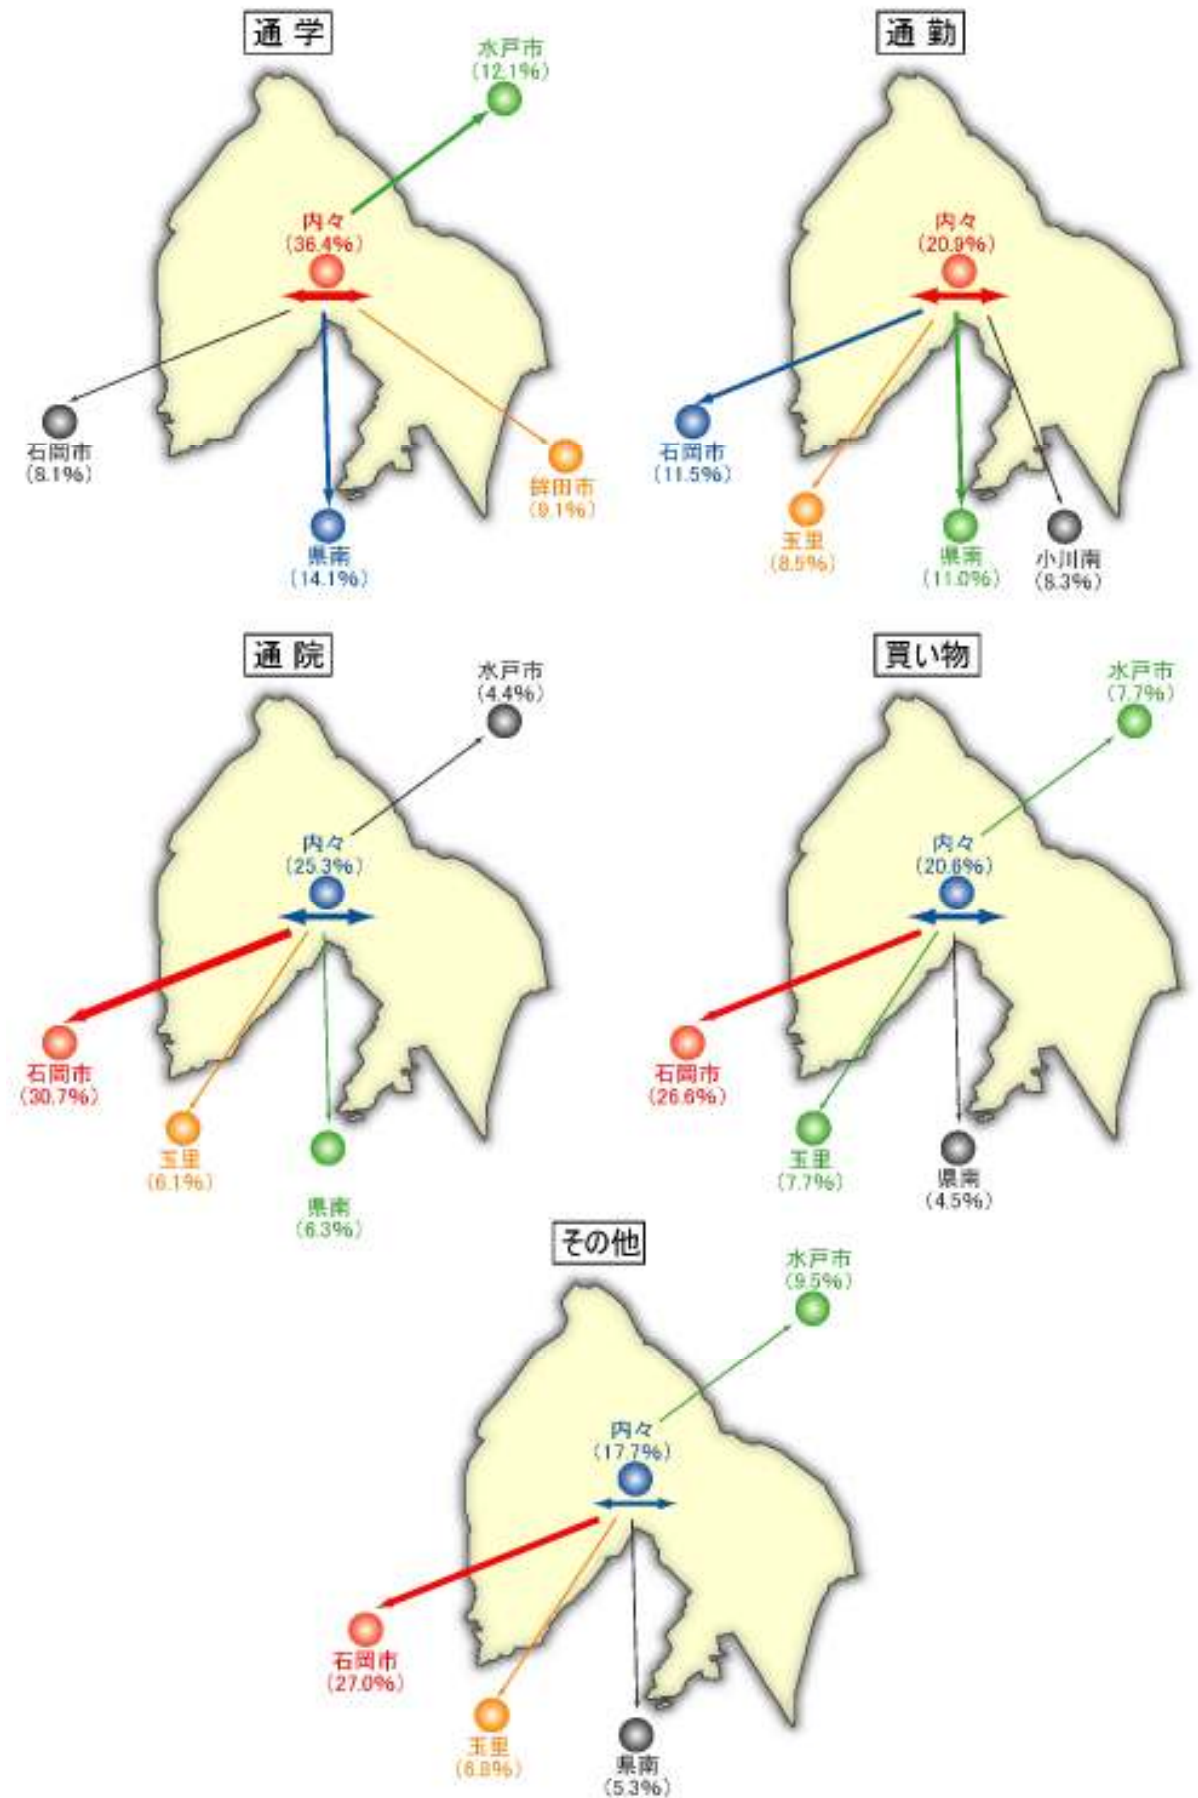 通 学
水戸市
(12.1%)
内々
(36.4%)
石岡市
(8.1%)
鉾田市
(9.1%)
県南
(14.1%)
通 勤
内々
(20.9%)
石岡市
(11.5%)
玉里
(8.5%)
県南
(11.0%)
小川南
(8.3%)
通 院
水戸市
(4.4%)
内々
(25.3%)
石岡市
(30.7%)
玉里
(6.1%)
県南
(6.3%)
買い物
水戸市
(7.7%)
内々
(20.6%)
石岡市
(26.6%)
玉里
(7.7%)
県南
(4.5%)
その他
水戸市
(9.5%)
内々
(17.7%)
石岡市
(27.0%)
玉里
(6.8%)
県南
(5.3%)